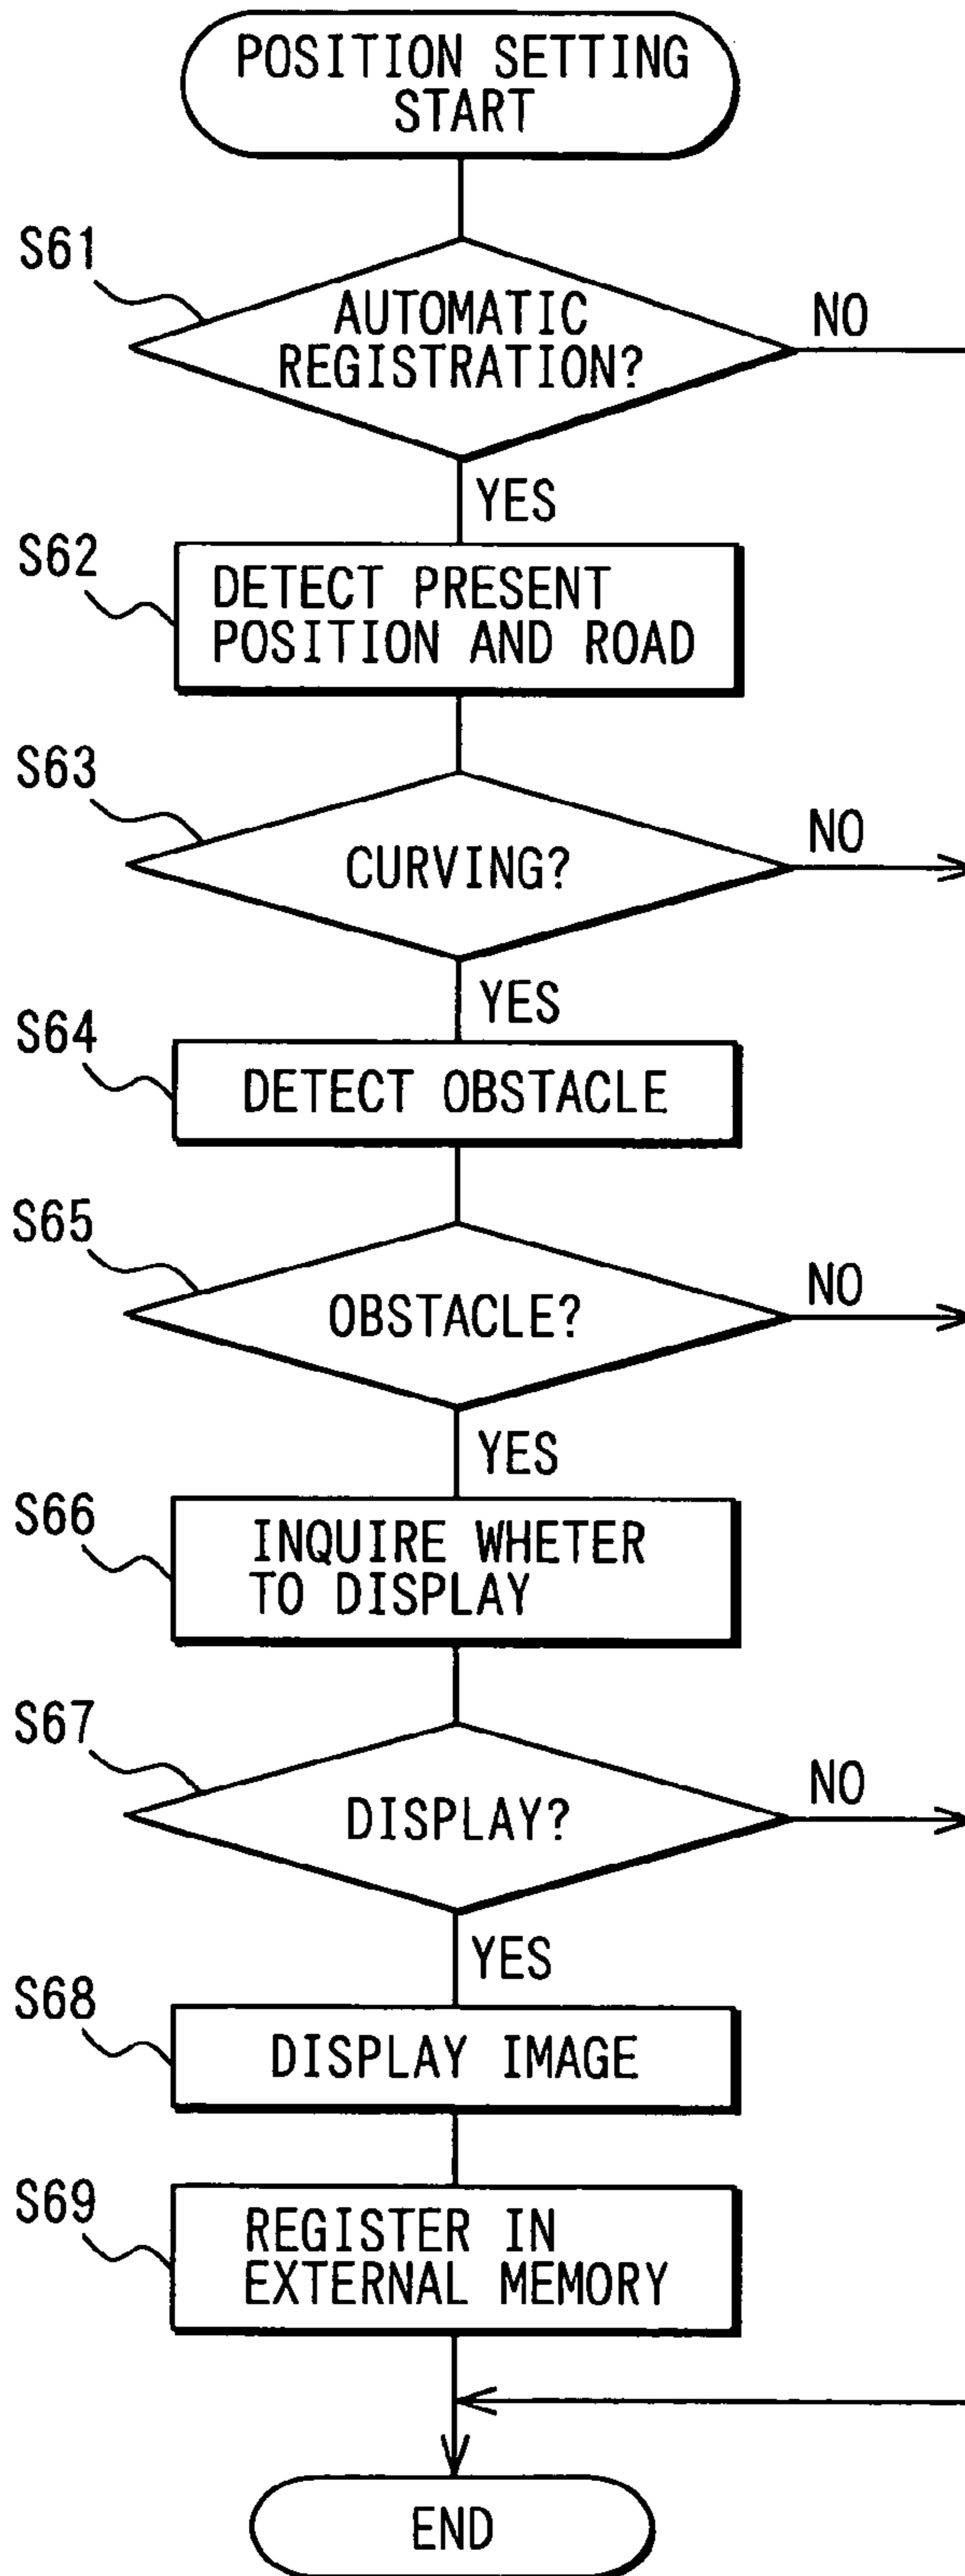 POSITION SETTING
START
S61
AUTOMATIC
REGISTRATION?
NO
YES
S62
DETECT PRESENT
POSITION AND ROAD
S63
CURVING?
NO
YES
S64
DETECT OBSTACLE
S65
OBSTACLE?
NO
YES
S66
INQUIRE WHETER
TO DISPLAY
S67
DISPLAY?
NO
YES
S68
DISPLAY IMAGE
S69
REGISTER IN
EXTERNAL MEMORY
END